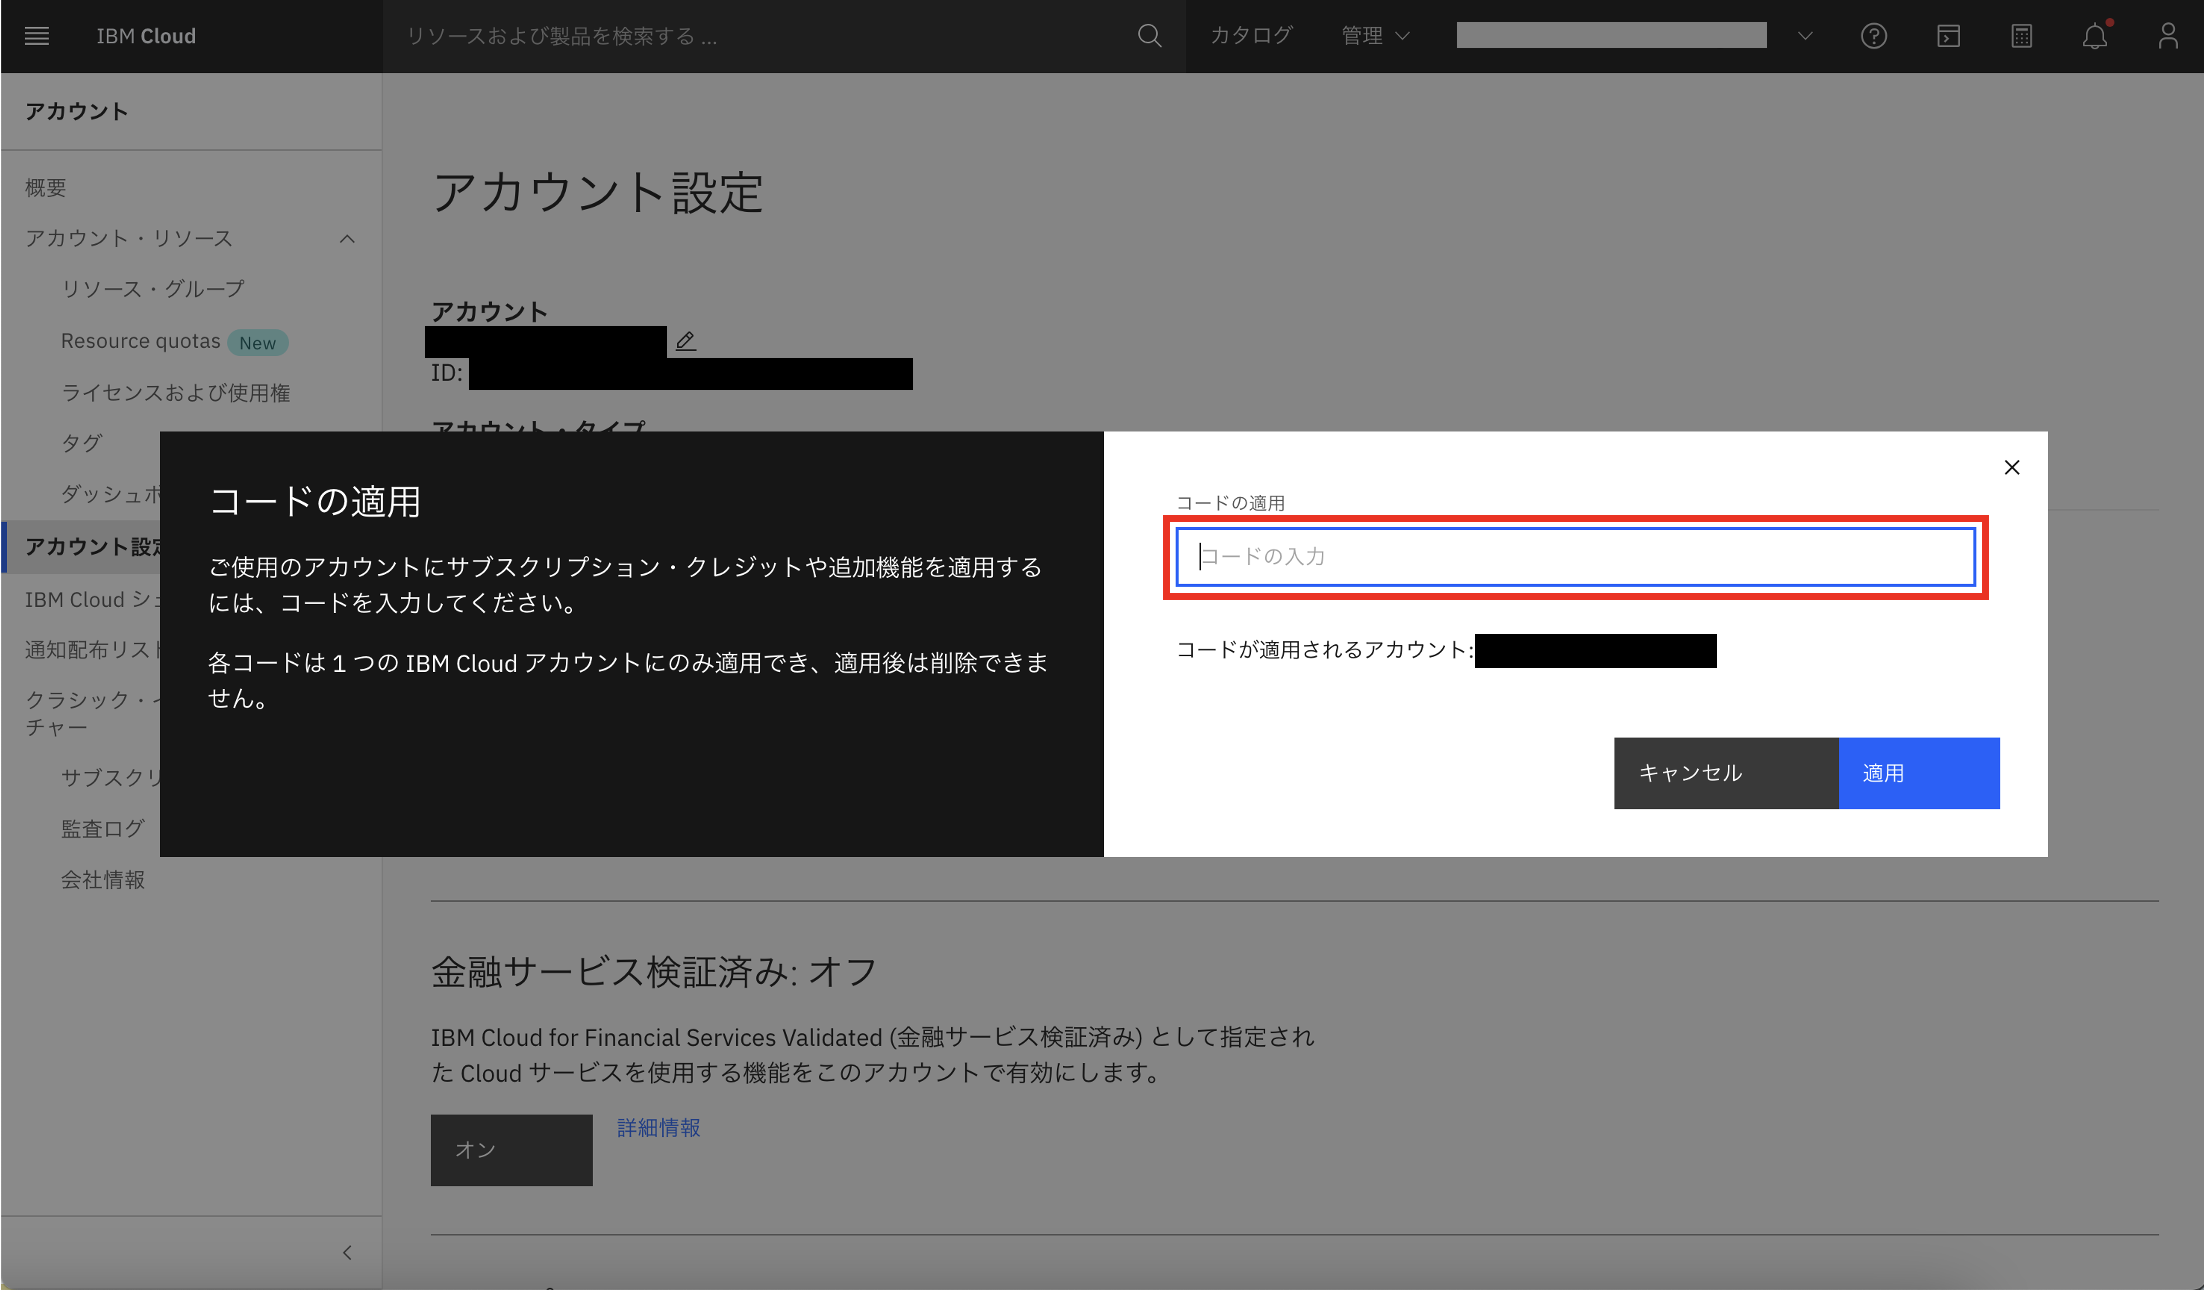 IBM Cloud
リソースおよび製品を検索する ...
カタログ
管理
アカウント
概要
アカウント・リソース
リソース・グループ
Resource quotas New
ライセンスおよび使用権
タグ
ダッシュボ
アカウント設定
IBM Cloud シェ
通知配布リスト
クラシック・イ
チャー
サブスクリ
監査ログ
会社情報
アカウント設定
アカウント
ID:
アカウント・タイプ
コードの適用
ご使用のアカウントにサブスクリプション・クレジットや追加機能を適用する
には、コードを入力してください。
各コードは 1 つの IBM Cloud アカウントにのみ適用でき、適用後は削除できま
せん。
コードの適用
コードの入力
コードが適用されるアカウント:
キャンセル
適用
金融サービス検証済み: オフ
IBM Cloud for Financial Services Validated (金融サービス検証済み) として指定され
た Cloud サービスを使用する機能をこのアカウントで有効にします。
オン
詳細情報